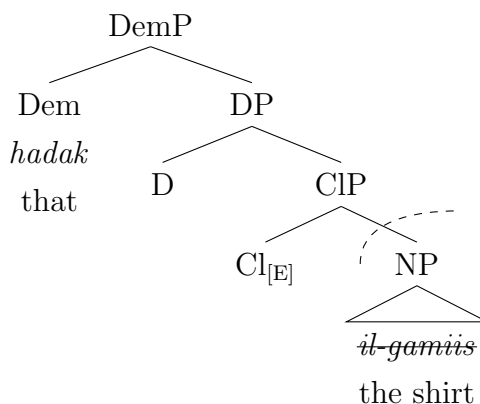 DemP
Dem DP
hadak
that
D ClP
Cl[E] NP
il-gamiis
the shirt